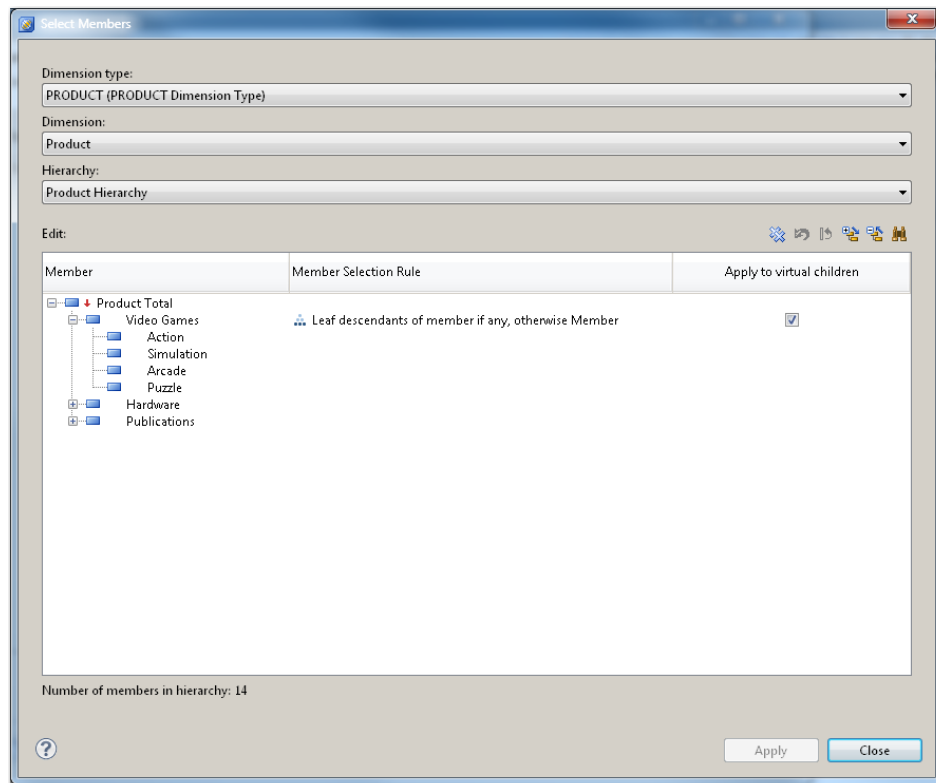 Select Members
x
Dimension type:
PRODUCT (PRODUCT Dimension Type)
Dimension:
Product
Hierarchy:
Product Hierarchy
Edit:
Member Member Selection Rule Apply to virtual children
Product Total
Video Games Leaf descendants of member if any, otherwise Member
Action
Simulation
Arcade
Puzzle
Hardware
Publications
Number of members in hierarchy: 14
? Apply Close